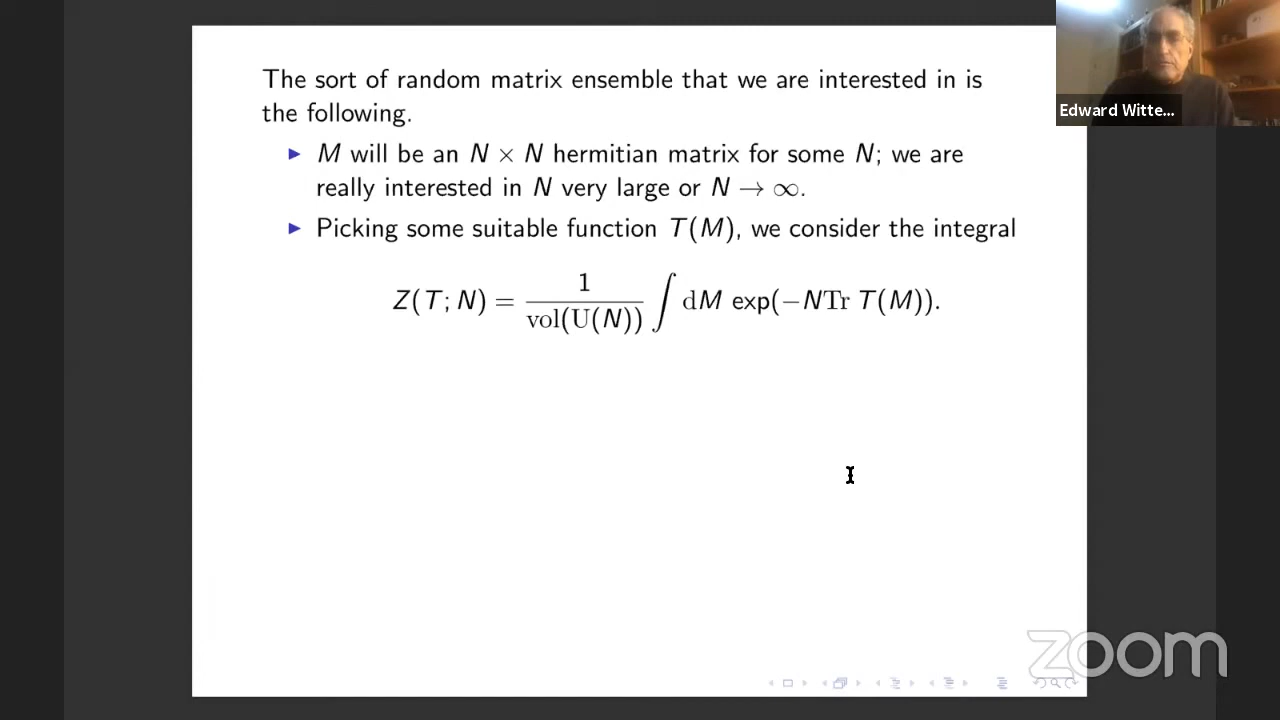 The sort of random matrix ensemble that we are interested in is
the following.
▶ M will be an N × N hermitian matrix for some N; we are
really interested in N very large or N → ∞.
▶ Picking some suitable function T(M), we consider the integral
Z(T; N) = 1/vol(U(N)) ∫ dM exp(−NTr T(M)).
Edward Witte...
zoom